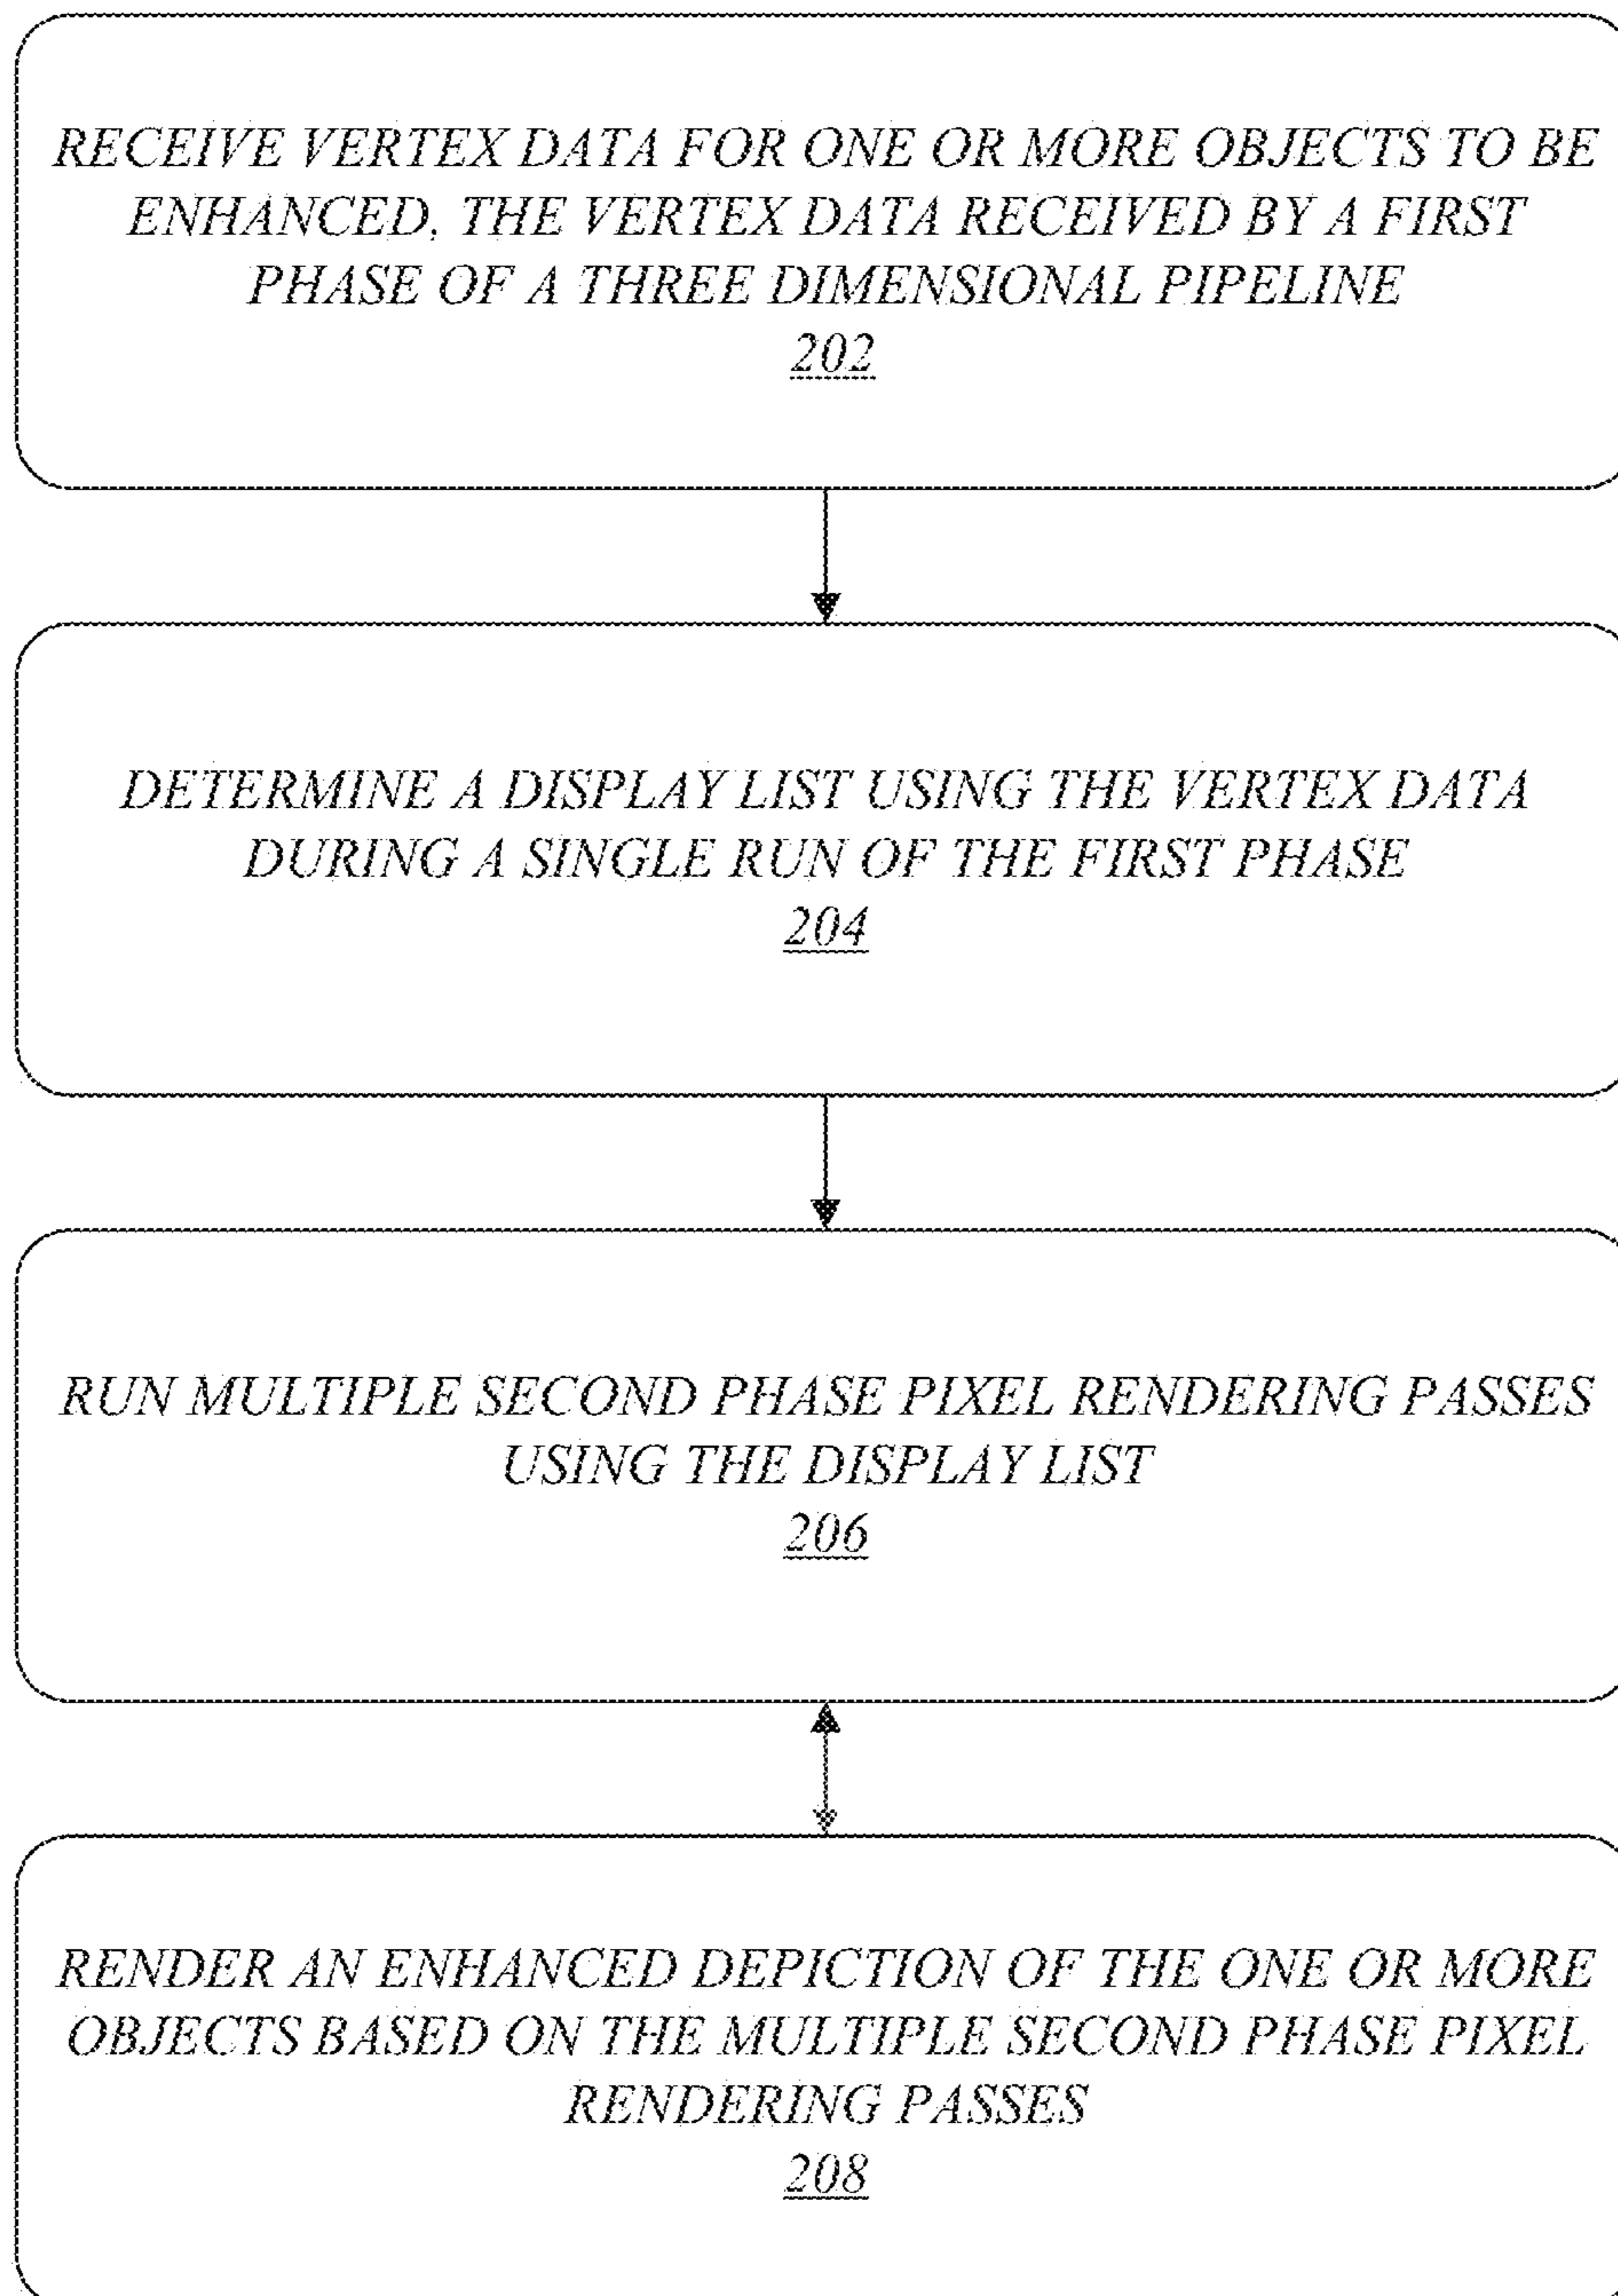 RECEIVE VERTEX DATA FOR ONE OR MORE OBJECTS TO BE
ENHANCED, THE VERTEX DATA RECEIVED BY A FIRST
PHASE OF A THREE DIMENSIONAL PIPELINE
202
DETERMINE A DISPLAY LIST USING THE VERTEX DATA
DURING A SINGLE RUN OF THE FIRST PHASE
204
RUN MULTIPLE SECOND PHASE PIXEL RENDERING PASSES
USING THE DISPLAY LIST
206
RENDER AN ENHANCED DEPICTION OF THE ONE OR MORE
OBJECTS BASED ON THE MULTIPLE SECOND PHASE PIXEL
RENDERING PASSES
208